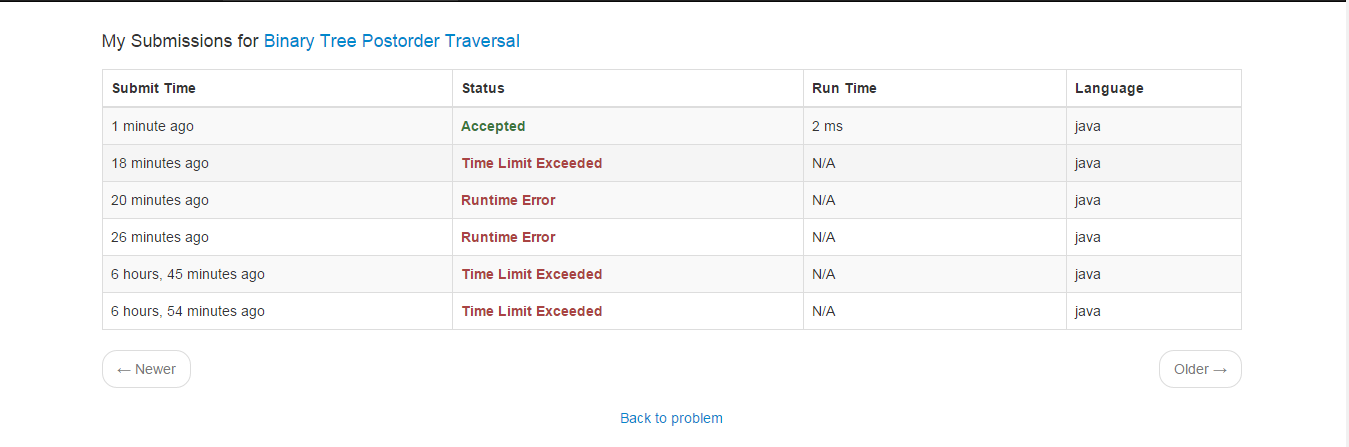 My Submissions for Binary Tree Postorder Traversal
Submit Time Status Run Time Language
1 minute ago Accepted 2 ms java
18 minutes ago Time Limit Exceeded N/A java
20 minutes ago Runtime Error N/A java
26 minutes ago Runtime Error N/A java
6 hours, 45 minutes ago Time Limit Exceeded N/A java
6 hours, 54 minutes ago Time Limit Exceeded N/A java
← Newer Older →
Back to problem